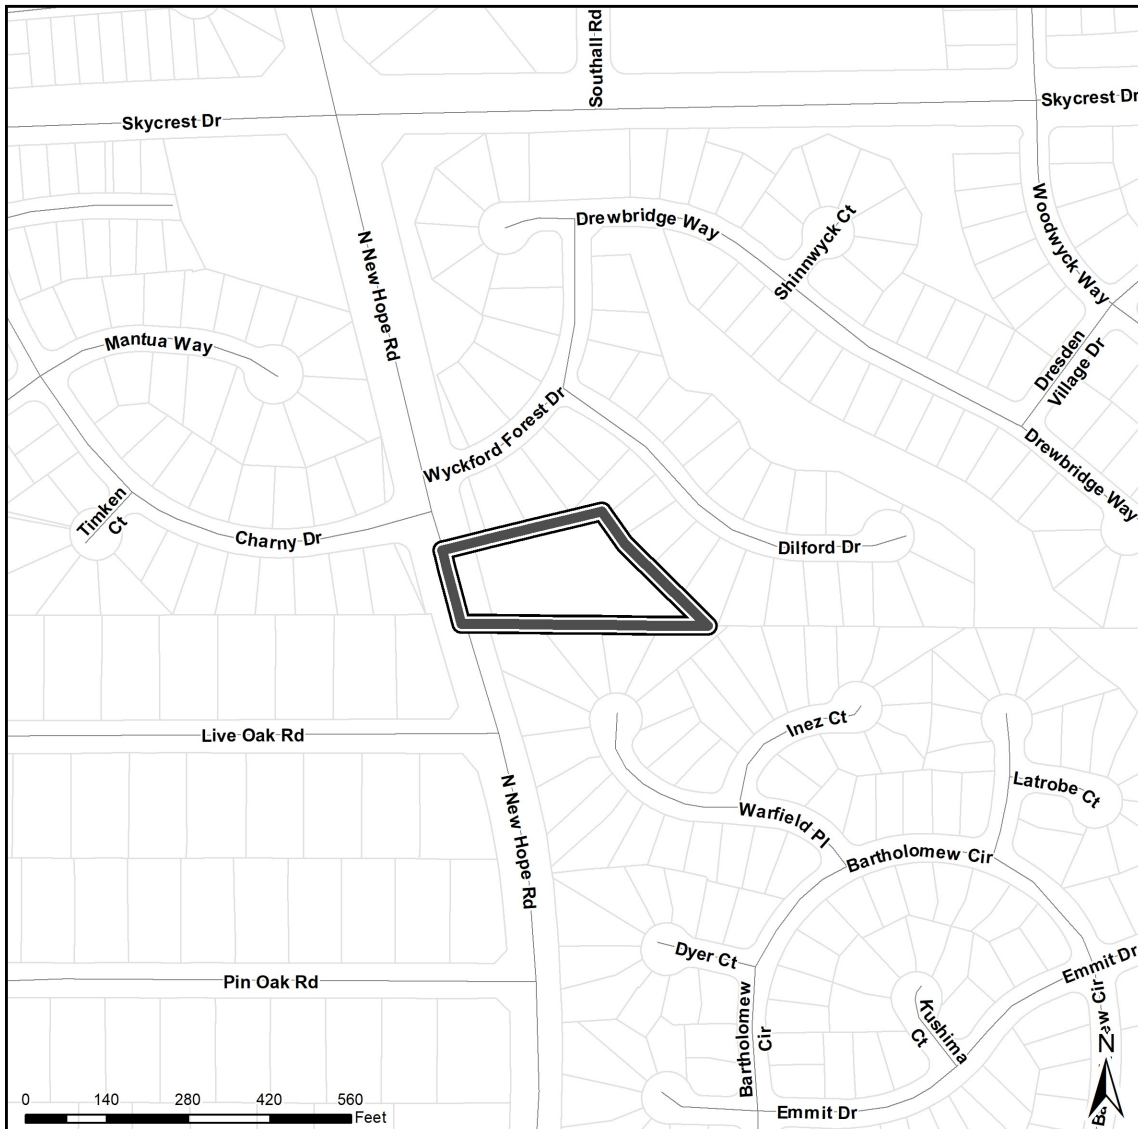 Southall Rd
Skycrest Dr
Skycrest Dr
Drewbridge Way
Shinnwyck Ct
Woodwyck Way
N New Hope Rd
Mantua Way
Dresden
Village Dr
Wyckford Forest Dr
Drewbridge Way
Timken
Ct
Charny Dr
Dilford Dr
Inez Ct
Live Oak Rd
Latrobe Ct
N New Hope Rd
Warfield Pl
Bartholomew Cir
Dyer Ct
Emmit Dr
Pin Oak Rd
Bartholomew
Cir
Kushima
Ct
w Cir
N
Ba
0 140 280 420 560
Feet
Emmit Dr